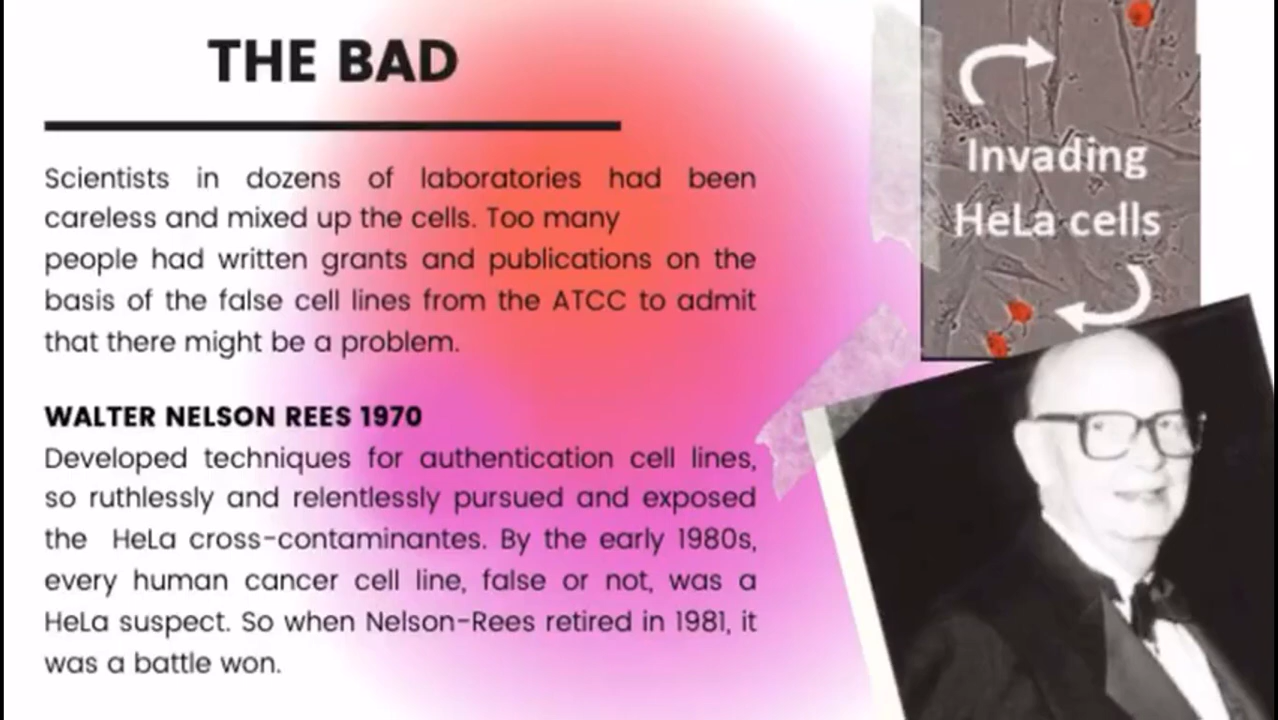 THE BAD
Scientists in dozens of laboratories had been
careless and mixed up the cells. Too many
people had written grants and publications on the
basis of the false cell lines from the ATCC to admit
that there might be a problem.
WALTER NELSON REES 1970
Developed techniques for authentication cell lines,
so ruthlessly and relentlessly pursued and exposed
the HeLa cross-contaminantes. By the early 1980s,
every human cancer cell line, false or not, was a
HeLa suspect. So when Nelson-Rees retired in 1981, it
was a battle won.
Invading
HeLa cells